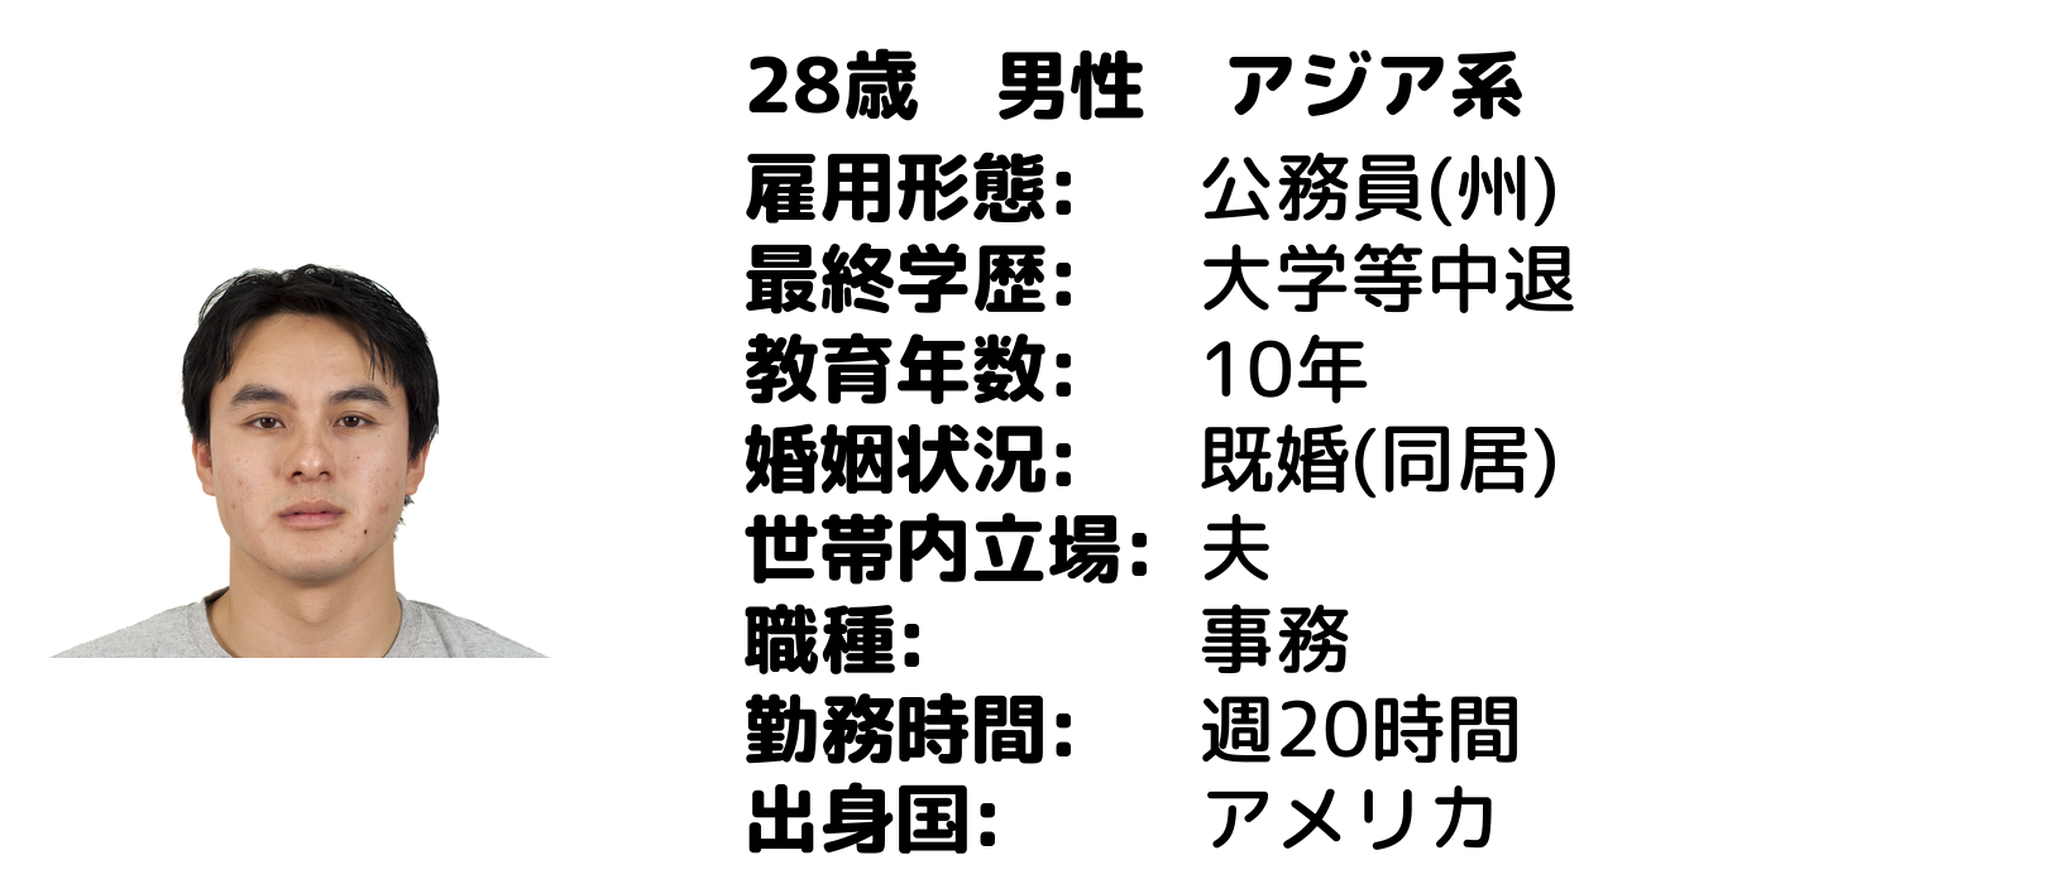 28歳　男性　アジア系
雇用形態: 公務員(州)
最終学歴: 大学等中退
教育年数: 10年
婚姻状況: 既婚(同居)
世帯内立場: 夫
職種: 事務
勤務時間: 週20時間
出身国: アメリカ